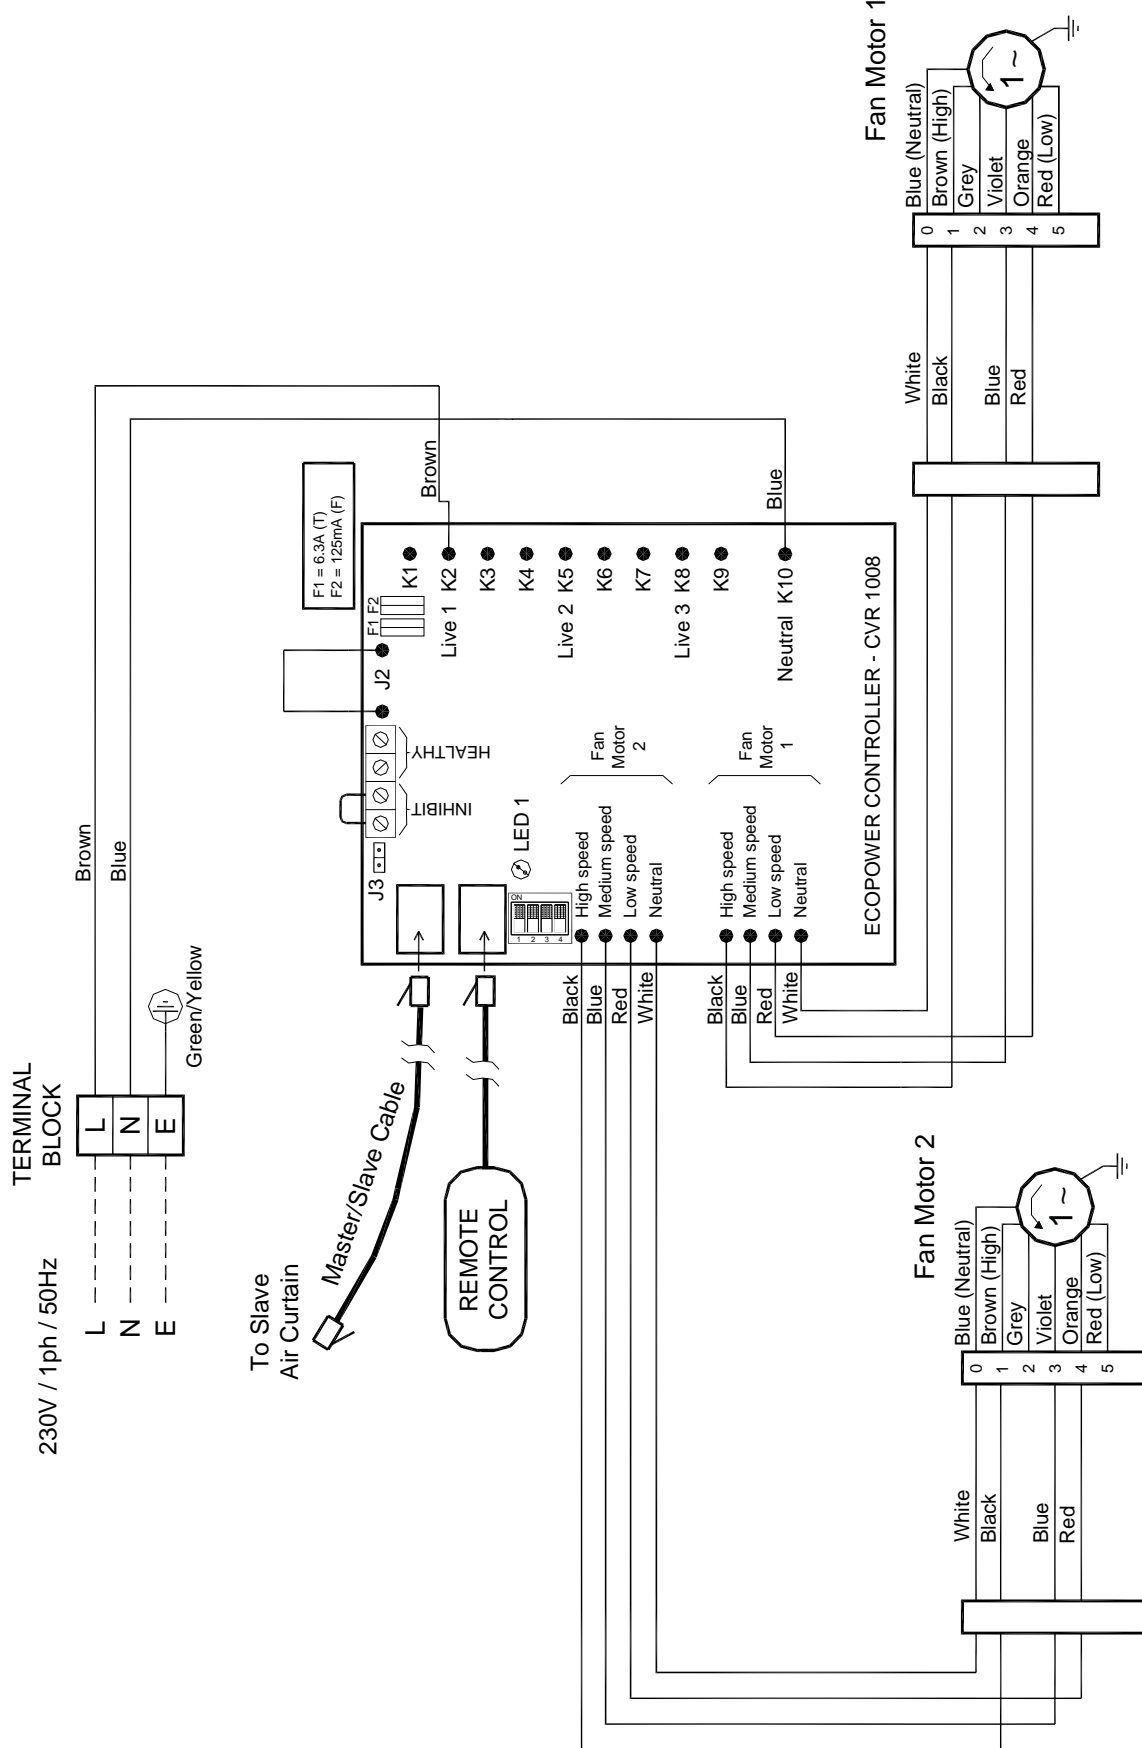 230V / 1ph / 50Hz
L
N
E
TERMINAL
BLOCK
L
N
E
Green/Yellow
Brown
Blue
To Slave
Air Curtain
Master/Slave Cable
REMOTE
CONTROL
F1 = 6.3A (T)
F2 = 125mA (F)
Brown
Blue
J3
INHIBIT
HEALTHY
J2
F1
F2
ON
1 2 3 4
LED 1
K1
Live 1 K2
K3
K4
Live 2 K5
K6
K7
Live 3 K8
K9
Neutral K10
High speed
Medium speed
Low speed
Neutral
Fan
Motor
2
High speed
Medium speed
Low speed
Neutral
Fan
Motor
1
ECOPOWER CONTROLLER - CVR 1008
Black
Blue
Red
White
Black
Blue
Red
White
Fan Motor 2
White
Black
Blue
Red
0
1
2
3
4
5
Blue (Neutral)
Brown (High)
Grey
Violet
Orange
Red (Low)
1 ~
Fan Motor 1
White
Black
Blue
Red
0
1
2
3
4
5
Blue (Neutral)
Brown (High)
Grey
Violet
Orange
Red (Low)
1 ~